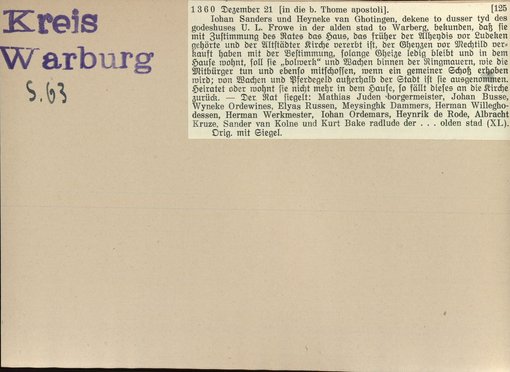 Kreis
Warburg
S. 63
1360 Dezember 21 [in die b. Thome apostoli]. [125
Johan Sanders und Heyneke van Ghotingen, dekene to dusser tyd des
godeshuses U. L. Frowe in der alden stad to Warberg, bekunden, daß sie
mit Zustimmung des Rates das Haus, das früher der Alheydis vor Ludeken
gehörte und der Altstädter Kirche vererbt ist, der Gheyzen vor Mechtild ver-
kauft haben mit der Bestimmung, solange Gheize ledig bleibt und in dem
Hause wohnt, soll sie „bolwerk" und Wachen binnen der Ringmauern, wie die
Mitbürger tun und ebenso mitschossen, wenn ein gemeiner Schoß erhoben
wird; von Wachen und Pferdegeld außerhalb der Stadt ist sie ausgenommen.
Heiratet oder wohnt sie nicht mehr in dem Hause, so fällt dieses an die Kirche
zurück. — Der Rat siegelt: Mathias Juden borgermeister, Johan Busse,
Wyneke Ordewines, Elyas Russen, Meysinghk Dammers, Herman Willegho-
dessen, Herman Werkmester, Johan Ordemars, Heynrik de Rode, Albracht
Kruze, Sander van Kolne und Kurt Bake radlude der . . . olden stad (XL).
Orig. mit Siegel.